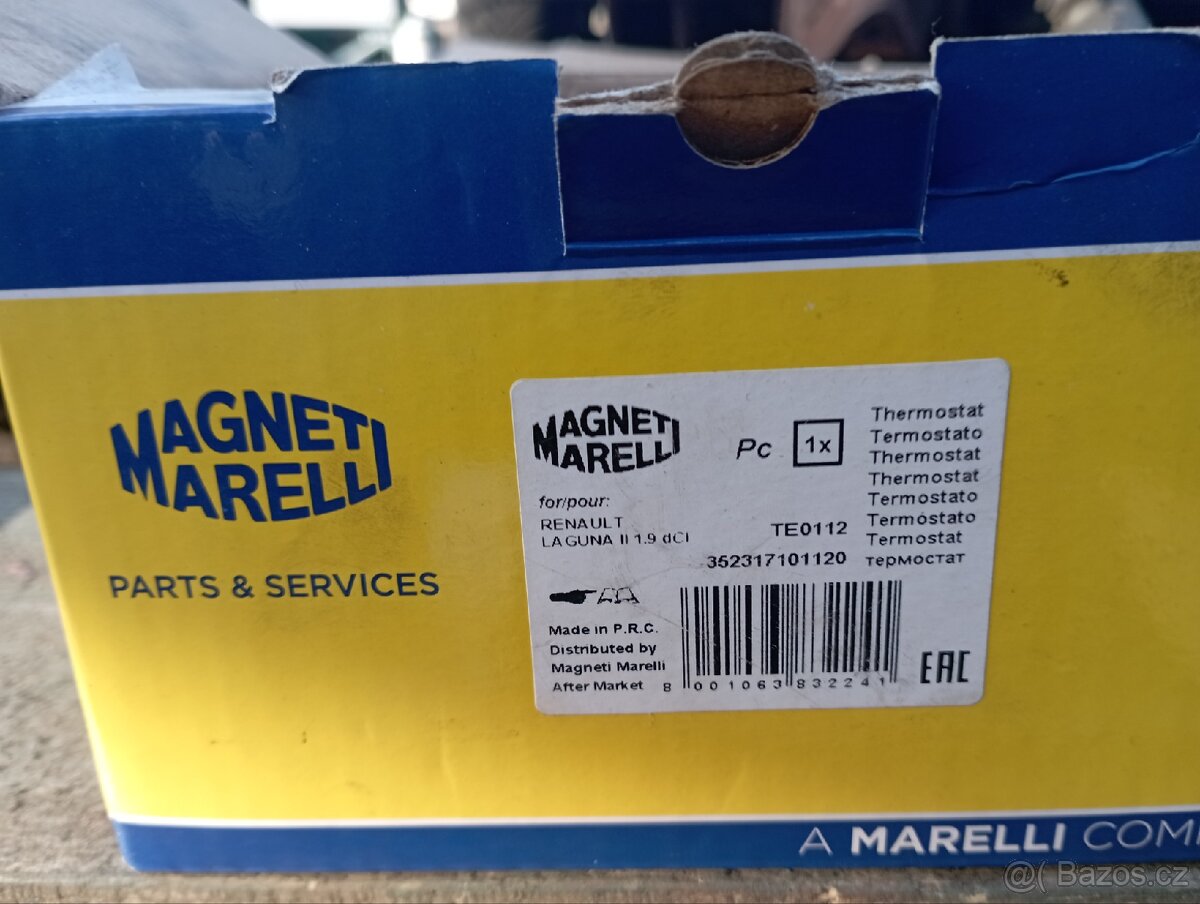 MAGNETI
MARELLI
PARTS & SERVICES
MAGNETI
MARELLI
Pc 1x
for/pour:
RENAULT
LAGUNA II 1.9 dCI
TE0112
352317101120
Thermostat
Termostato
Thermostat
Thermostat
Termostato
Termóstato
Termostat
термостат
Made in P.R.C.
Distributed by
Magneti Marelli
After Market
8 001063 832241
EAC
A MARELLI COM
@( Bazos.cz